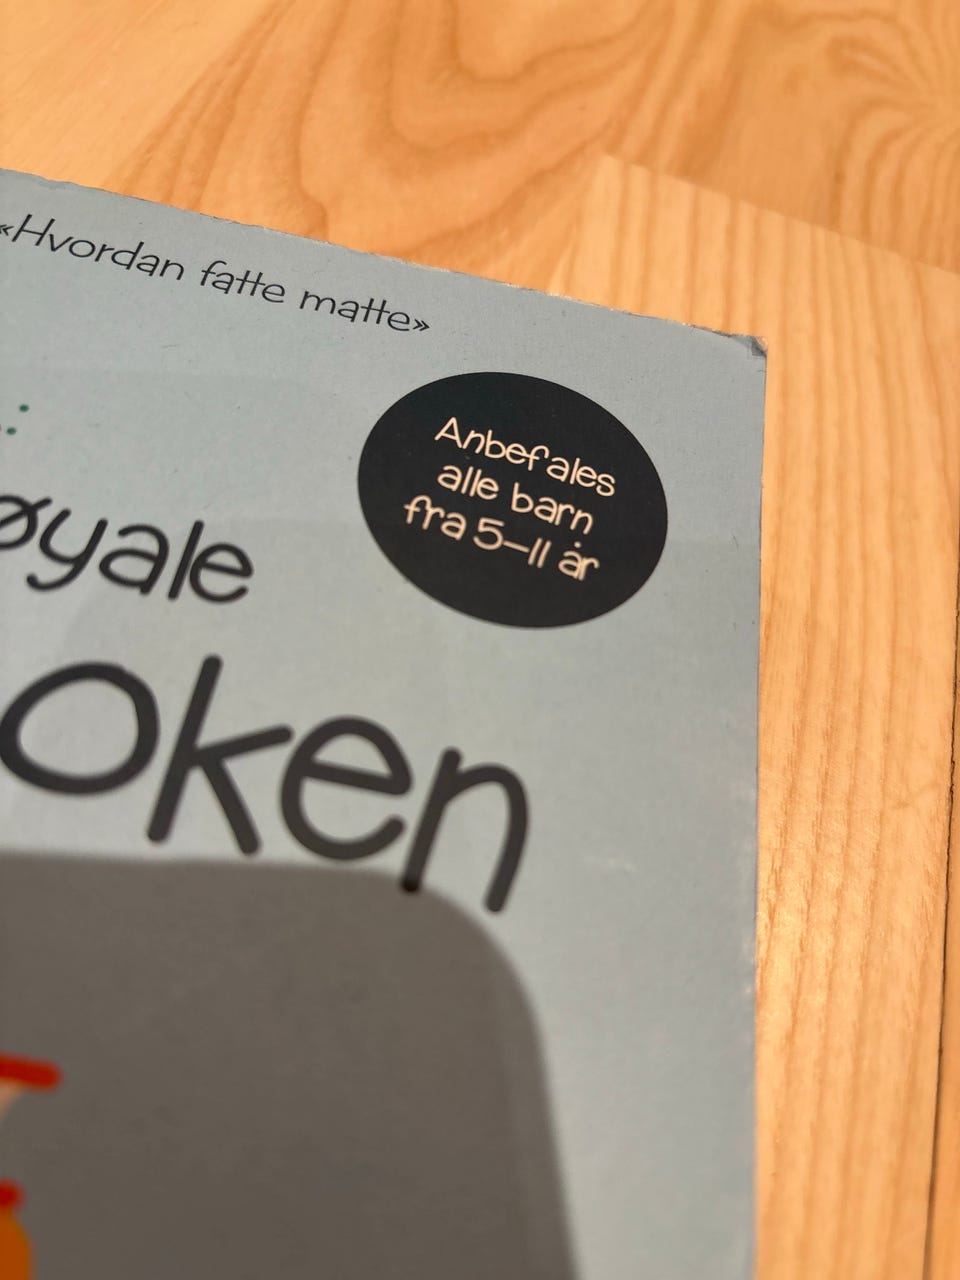 «Hvordan fatte matte»
Anbefales
alle barn
fra 5–11 år
øyale
oken